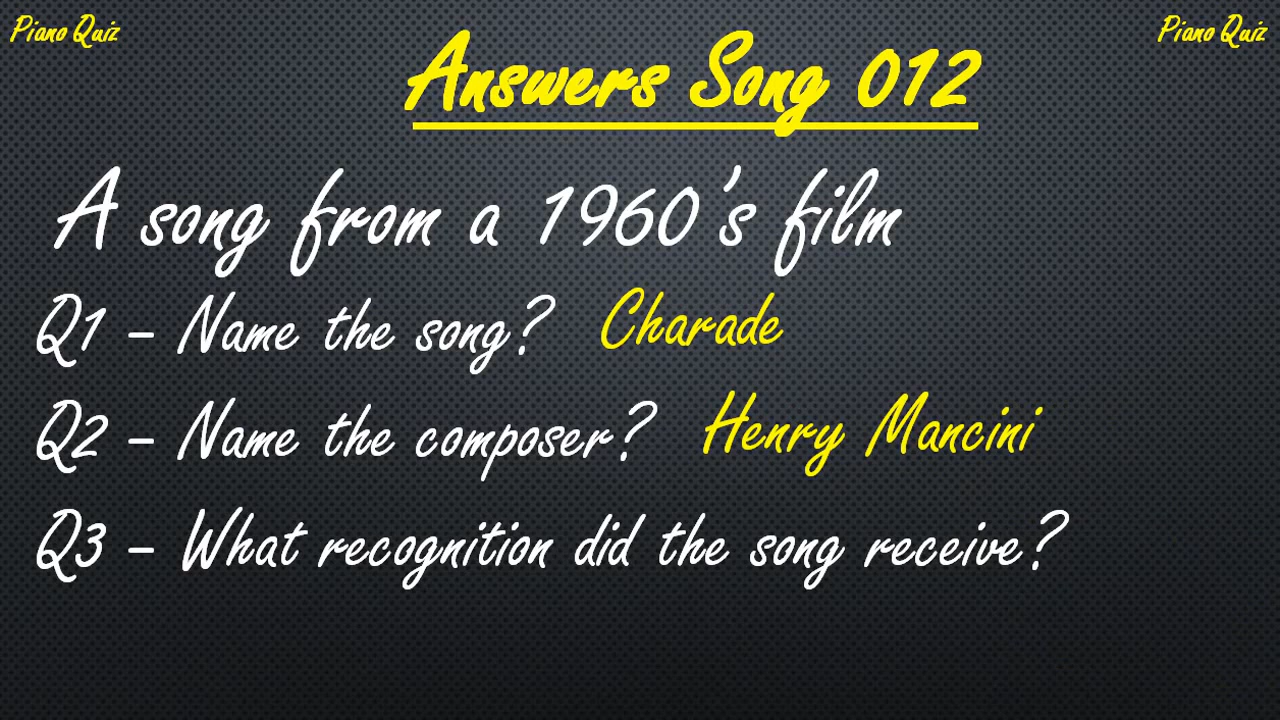 Piano Quiz
Piano Quiz
Answers Song 012
A song from a 1960's film
Q1 – Name the song? Charade
Q2 – Name the composer? Henry Mancini
Q3 – What recognition did the song receive?